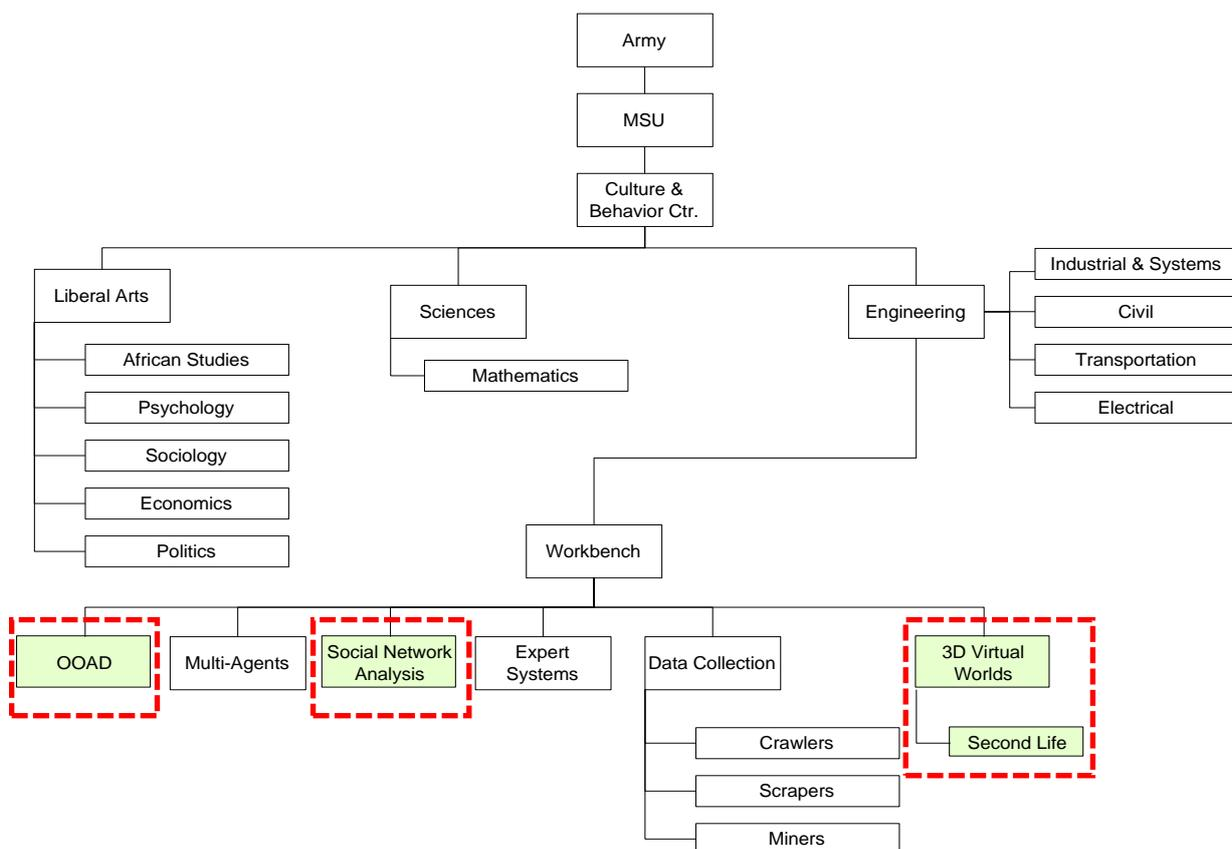 Army
MSU
Culture &
Behavior Ctr.
Liberal Arts
African Studies
Psychology
Sociology
Economics
Politics
Sciences
Mathematics
Engineering
Industrial & Systems
Civil
Transportation
Electrical
Workbench
OOAD
Multi-Agents
Social Network
Analysis
Expert
Systems
Data Collection
Crawlers
Scrapers
Miners
3D Virtual
Worlds
Second Life